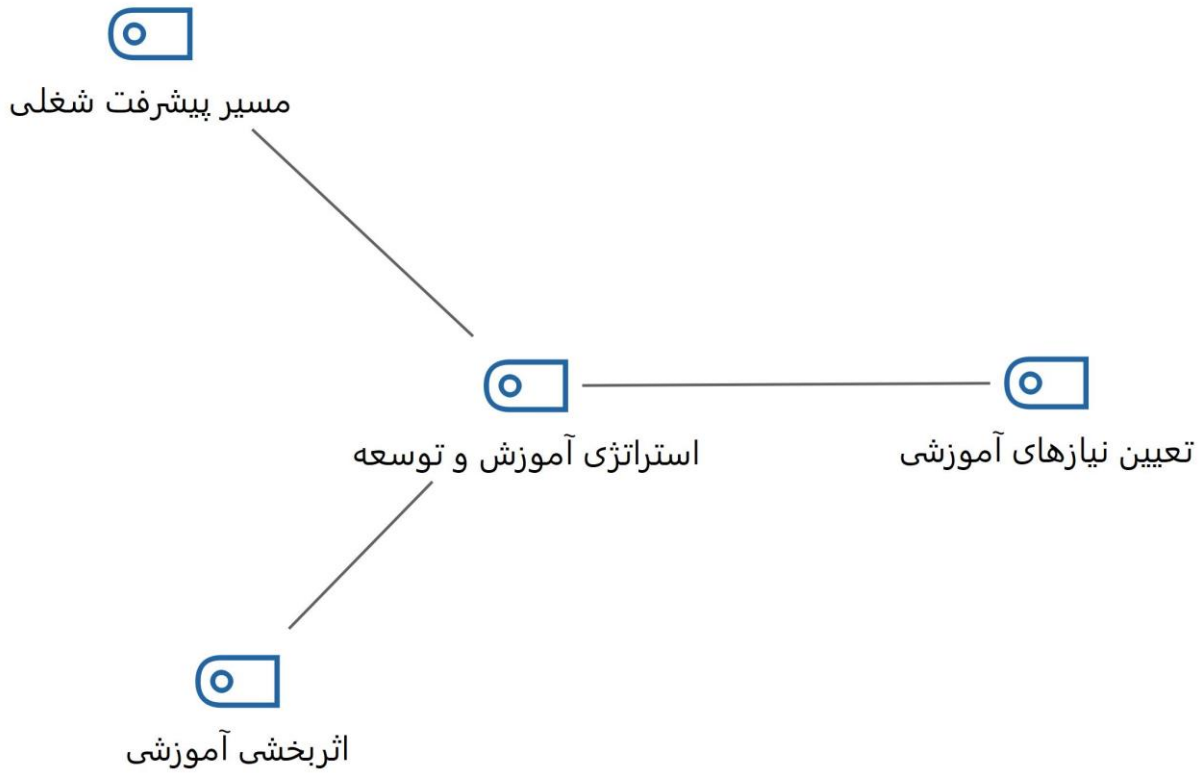 مسیر پیشرفت شغلی
استراتژی آموزش و توسعه
تعیین نیازهای آموزشی
اثربخشی آموزشی